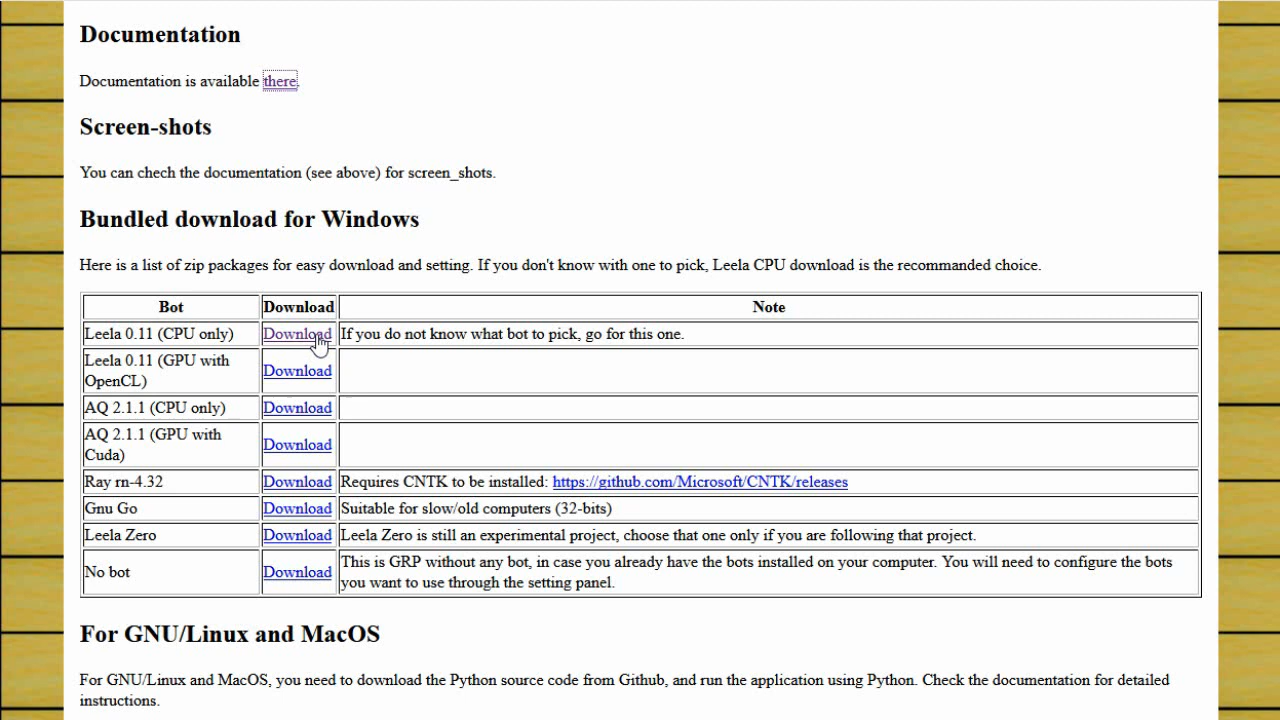 Documentation
Documentation is available there.
Screen-shots
You can chech the documentation (see above) for screen_shots.
Bundled download for Windows
Here is a list of zip packages for easy download and setting. If you don't know with one to pick, Leela CPU download is the recommanded choice.
Bot Download Note
Leela 0.11 (CPU only) Download If you do not know what bot to pick, go for this one.
Leela 0.11 (GPU with
OpenCL) Download
AQ 2.1.1 (CPU only) Download
AQ 2.1.1 (GPU with
Cuda) Download
Ray rn-4.32 Download Requires CNTK to be installed: https://github.com/Microsoft/CNTK/releases
Gnu Go Download Suitable for slow/old computers (32-bits)
Leela Zero Download Leela Zero is still an experimental project, choose that one only if you are following that project.
No bot Download This is GRP without any bot, in case you already have the bots installed on your computer. You will need to configure the bots
you want to use through the setting panel.
For GNU/Linux and MacOS
For GNU/Linux and MacOS, you need to download the Python source code from Github, and run the application using Python. Check the documentation for detailed
instructions.